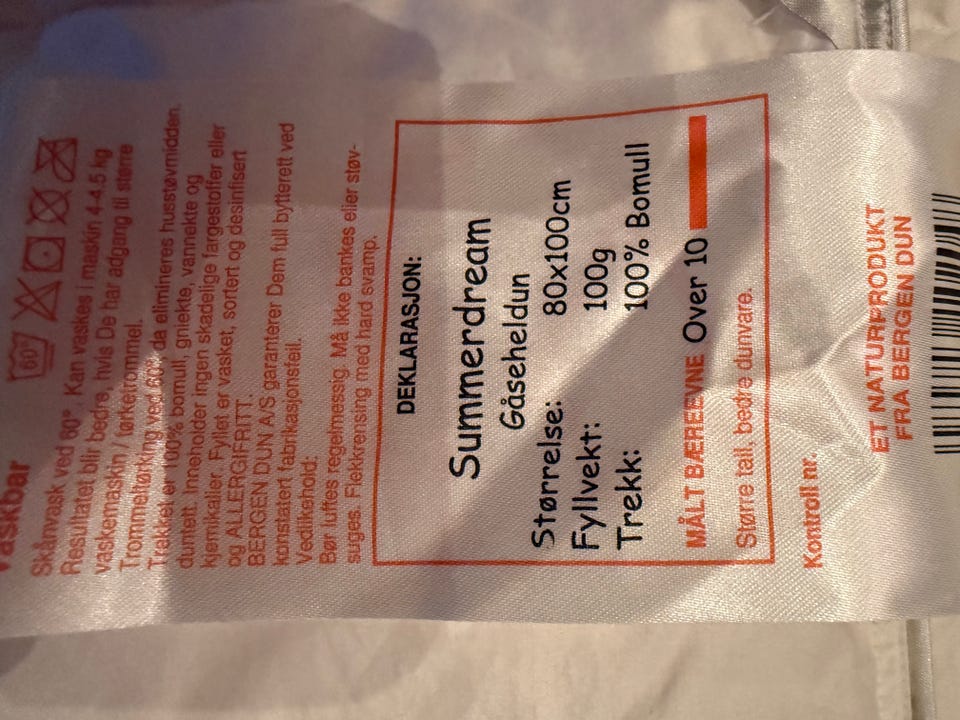 Vaskbar
60°
Skånvask ved 60°. Kan vaskes i maskin 4-4.5 kg
Resultatet blir bedre, hvis De har adgang til større
vaskemaskin / tørketrommel.
Trommeltørking ved 60°, da elimineres husstøvmidden.
Trekket er 100% bomull, gniekte, vannekte og
duntett. Inneholder ingen skadelige fargestoffer eller
kjemikalier. Fyllet er vasket, sortert og desinfisert
og ALLERGIFRITT.
BERGEN DUN A/S garanterer Dem full bytterett ved
konstatert fabrikasjonsfeil.
Vedlikehold:
Bør luftes regelmessig. Må ikke bankes eller støv-
suges. Flekkrensing med hard svamp.
DEKLARASJON:
Summerdream
Gåseheldun
Størrelse: 80x100cm
Fyllvekt: 100g
Trekk: 100% Bomull
MÅLT BÆREEVNE Over 10
Større tall, bedre dunvare.
Kontroll nr.
ET NATURPRODUKT
FRA BERGEN DUN